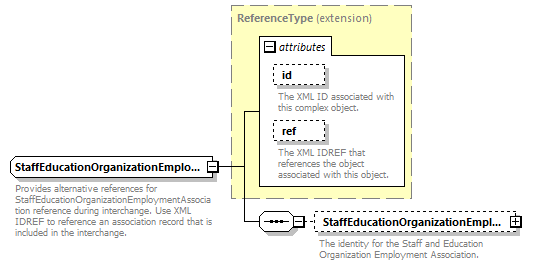 ReferenceType (extension)
attributes
id
The XML ID associated with
this complex object.
ref
The XML IDREF that
references the object
associated with this object.
StaffEducationOrganizationEmplo...
Provides alternative references for
StaffEducationOrganizationEmploymentAssocia
tion reference during interchange. Use XML
IDREF to reference an association record that is
included in the interchange.
StaffEducationOrganizationEmpl...
The identity for the Staff and Education
Organization Employment Association.